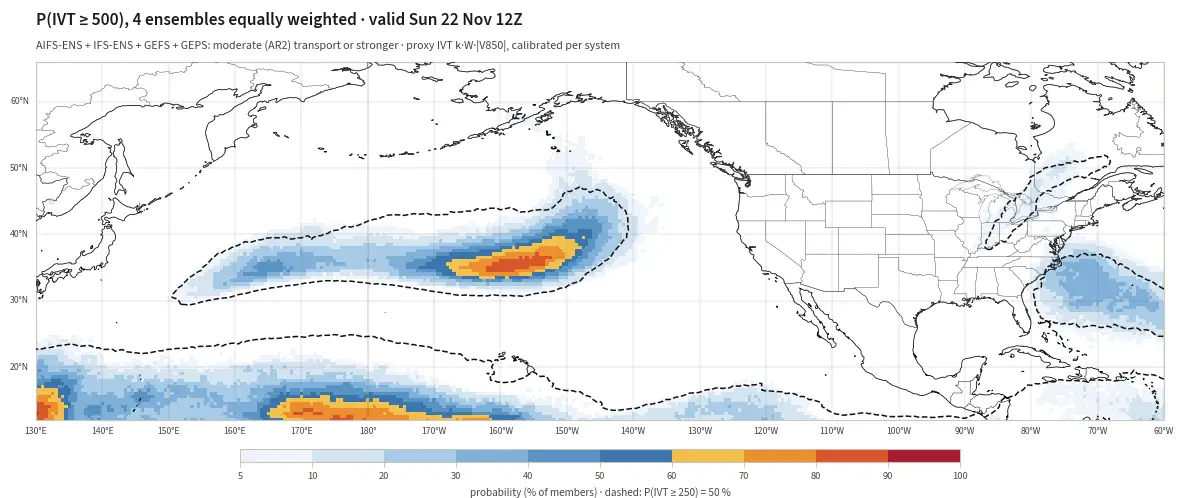 P(IVT ≥ 500), 4 ensembles equally weighted · valid Sun 22 Nov 12Z
AIFS-ENS + IFS-ENS + GEFS + GEPS: moderate (AR2) transport or stronger · proxy IVT k·W·|V850|, calibrated per system
60°N
50°N
40°N
30°N
20°N
130°E 140°E 150°E 160°E 170°E 180° 170°W 160°W 150°W 140°W 130°W 120°W 110°W 100°W 90°W 80°W 70°W 60°W
5 10 20 30 40 50 60 70 80 90 100
probability (% of members) · dashed: P(IVT ≥ 250) = 50 %